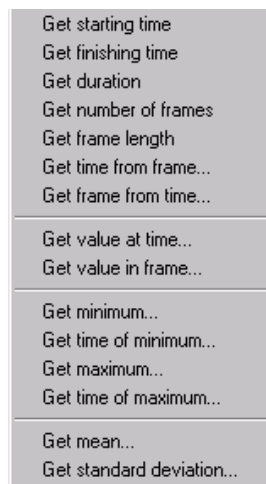 Get starting time
Get finishing time
Get duration
Get number of frames
Get frame length
Get time from frame...
Get frame from time...
Get value at time...
Get value in frame...
Get minimum...
Get time of minimum...
Get maximum...
Get time of maximum...
Get mean...
Get standard deviation...